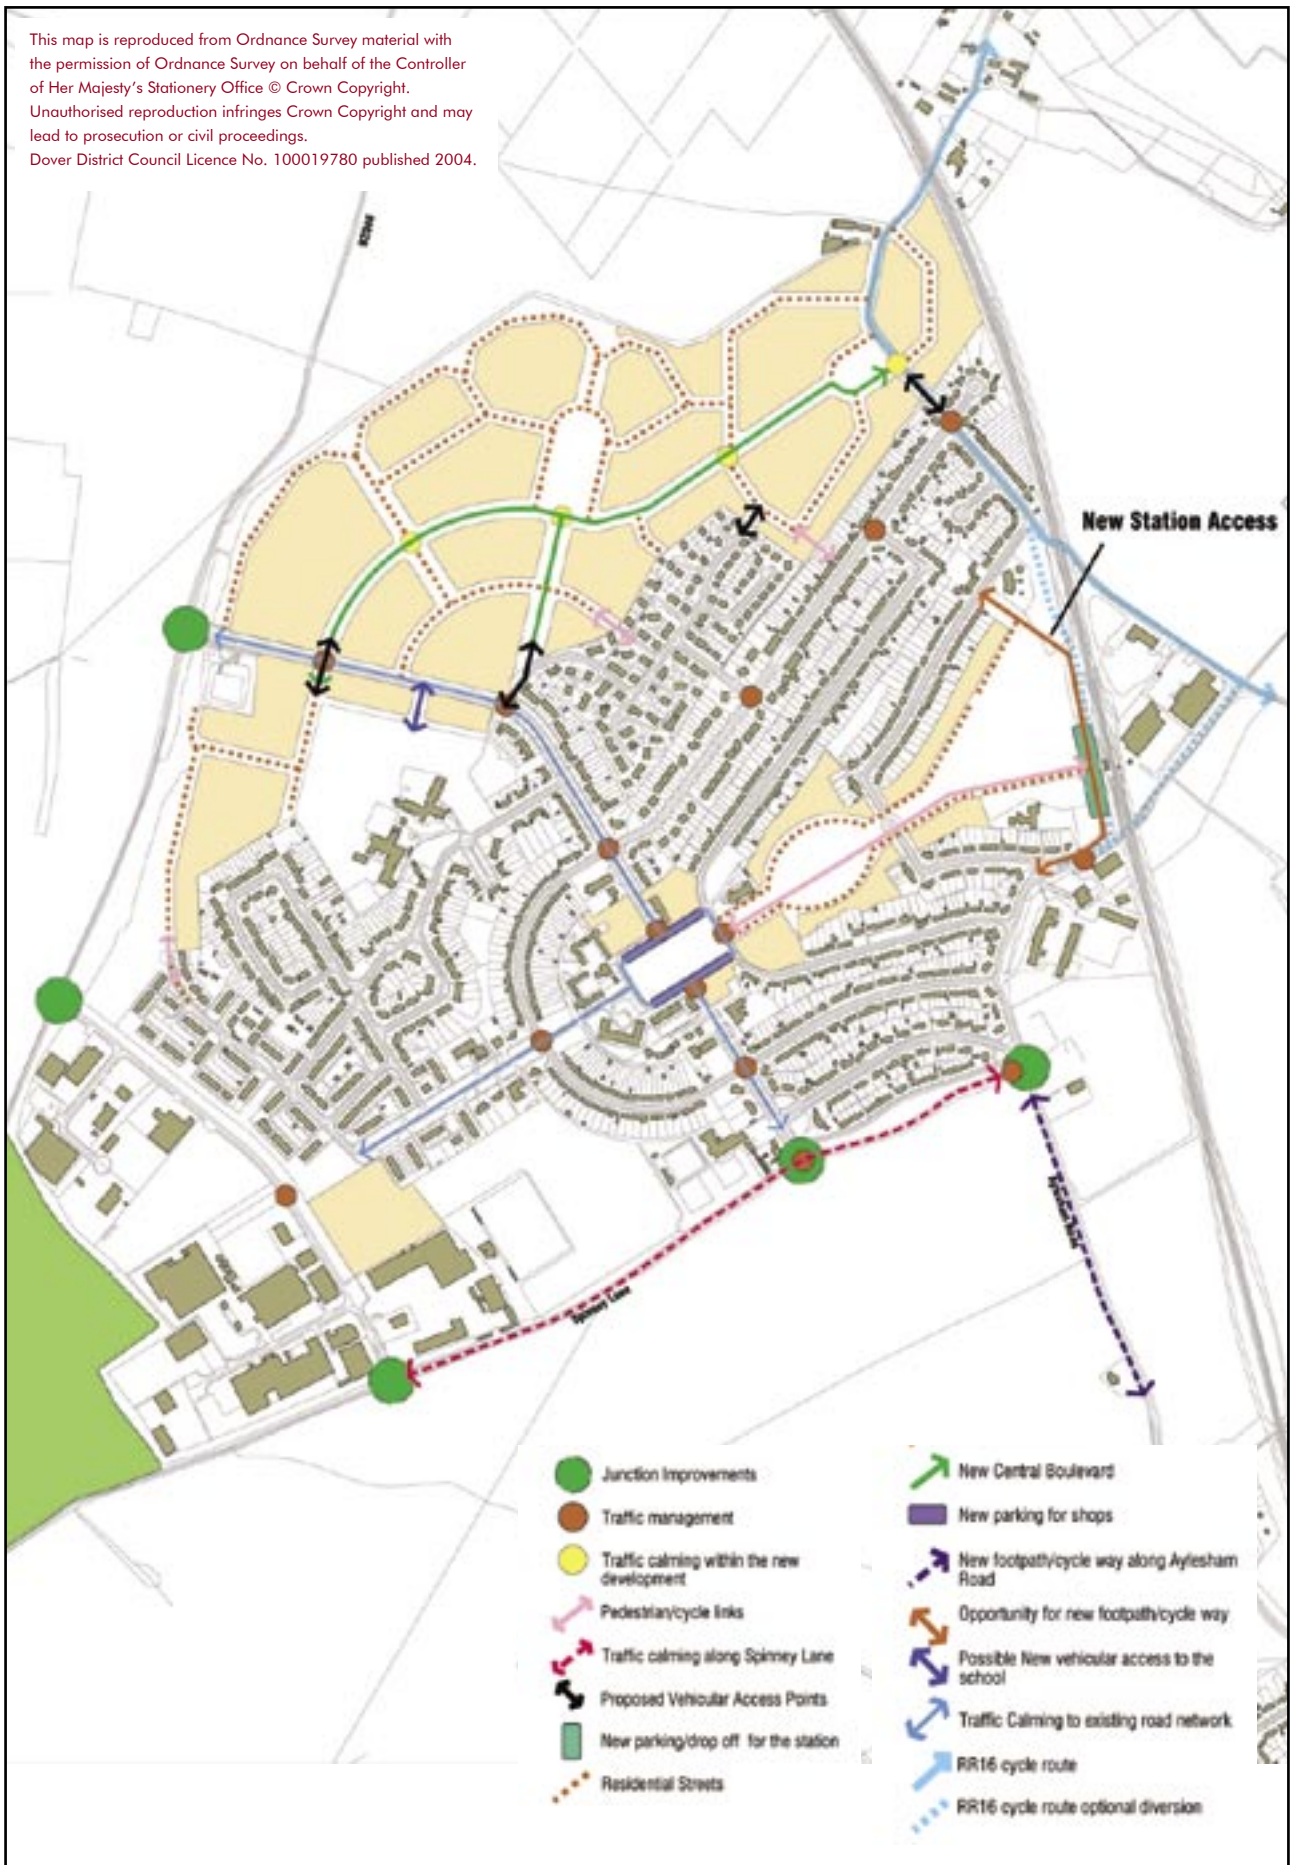 This map is reproduced from Ordnance Survey material with
the permission of Ordnance Survey on behalf of the Controller
of Her Majesty's Stationery Office © Crown Copyright.
Unauthorised reproduction infringes Crown Copyright and may
lead to prosecution or civil proceedings.
Dover District Council Licence No. 100019780 published 2004.
New Station Access
Spinney Lane
Junction Improvements
Traffic management
Traffic calming within the new
development
Pedestrian/cycle links
Traffic calming along Spinney Lane
Proposed Vehicular Access Points
New parking/drop off for the station
Residential Streets
New Central Boulevard
New parking for shops
New footpath/cycle way along Aylesham
Road
Opportunity for new footpath/cycle way
Possible New vehicular access to the
school
Traffic Calming to existing road network
RR16 cycle route
RR16 cycle route optional diversion